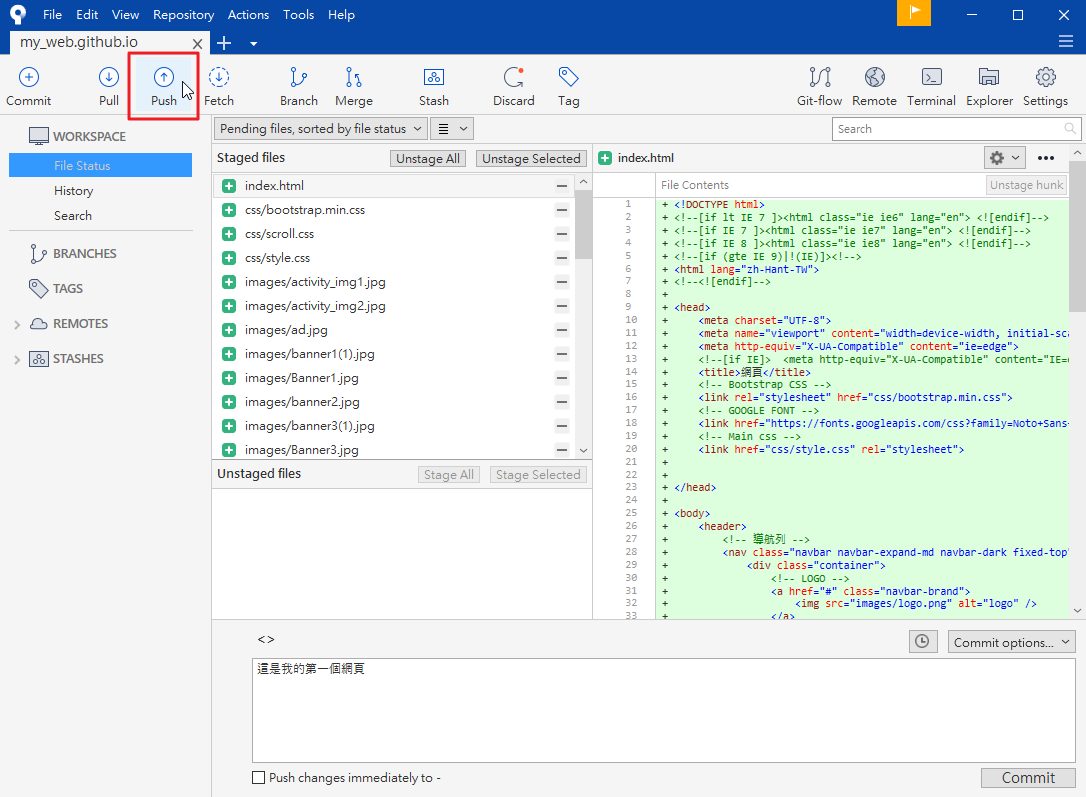 File Edit View Repository Actions Tools Help
my_web.github.io
Commit Pull Push Fetch Branch Merge Stash Discard Tag Git-flow Remote Terminal Explorer Settings
WORKSPACE
File Status
History
Search
BRANCHES
TAGS
REMOTES
STASHES
Pending files, sorted by file status
Search
Staged files Unstage All Unstage Selected
index.html
css/bootstrap.min.css
css/scroll.css
css/style.css
images/activity_img1.jpg
images/activity_img2.jpg
images/ad.jpg
images/banner1(1).jpg
images/Banner1.jpg
images/banner2.jpg
images/banner3(1).jpg
images/Banner3.jpg
Unstaged files Stage All Stage Selected
index.html
File Contents Unstage hunk
1 + <!DOCTYPE html>
2 + <!--[if lt IE 7 ]><html class="ie ie6" lang="en"> <![endif]-->
3 + <!--[if IE 7 ]><html class="ie ie7" lang="en"> <![endif]-->
4 + <!--[if IE 8 ]><html class="ie ie8" lang="en"> <![endif]-->
5 + <!--[if (gte IE 9)|!(IE)]><!-->
6 + <html lang="zh-Hant-TW">
7 + <!--<![endif]-->
8 +
9 + <head>
10 + <meta charset="UTF-8">
11 + <meta name="viewport" content="width=device-width, initial-sca
12 + <meta http-equiv="X-UA-Compatible" content="ie=edge">
13 + <!--[if IE]> <meta http-equiv="X-UA-Compatible" content="IE=
14 + <title>網頁</title>
15 + <!-- Bootstrap CSS -->
16 + <link rel="stylesheet" href="css/bootstrap.min.css">
17 + <!-- GOOGLE FONT -->
18 + <link href="https://fonts.googleapis.com/css?family=Noto+Sans
19 + <!-- Main css -->
20 + <link href="css/style.css" rel="stylesheet">
21 +
22 +
23 + </head>
24 +
25 + <body>
26 + <header>
27 + <!-- 導航列 -->
28 + <nav class="navbar navbar-expand-md navbar-dark fixed-top"
29 + <div class="container">
30 + <!-- LOGO -->
31 + <a href="#" class="navbar-brand">
32 + <img src="images/logo.png" alt="logo" />
33 + </a>
<>
Commit options...
這是我的第一個網頁
Push changes immediately to -
Commit